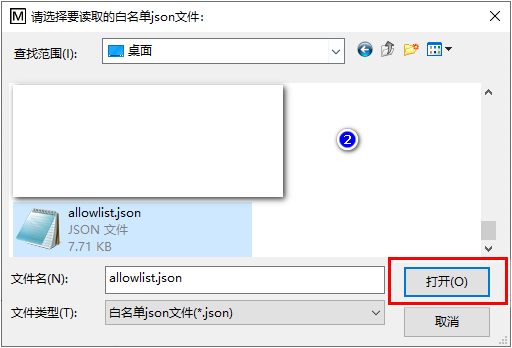 M 请选择要读取的白名单json文件:
查找范围(I):
桌面
2
allowlist.json
JSON 文件
7.71 KB
文件名(N):
allowlist.json
打开(O)
文件类型(T):
白名单json文件(*.json)
取消